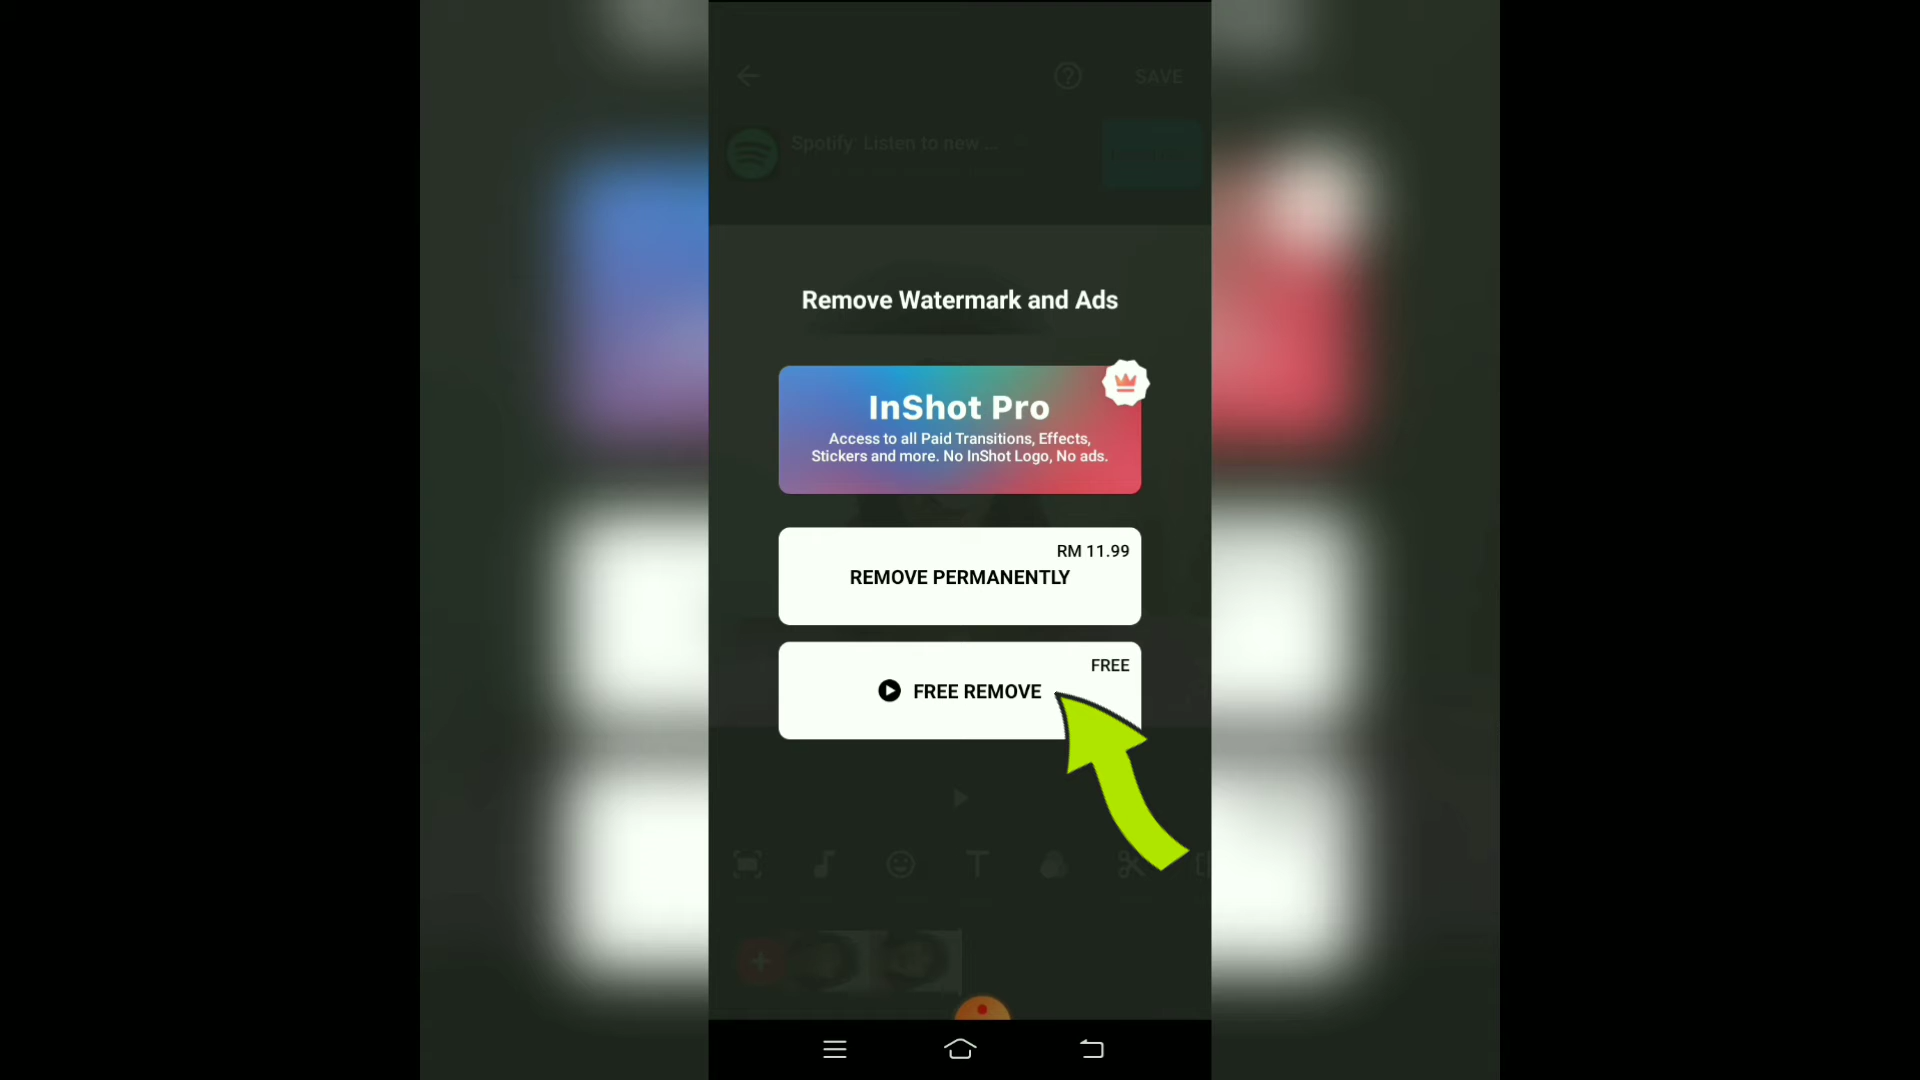 SAVE
Spotify: Listen to new ...
Remove Watermark and Ads
InShot Pro
Access to all Paid Transitions, Effects,
Stickers and more. No InShot Logo, No ads.
RM 11.99
REMOVE PERMANENTLY
FREE
FREE REMOVE